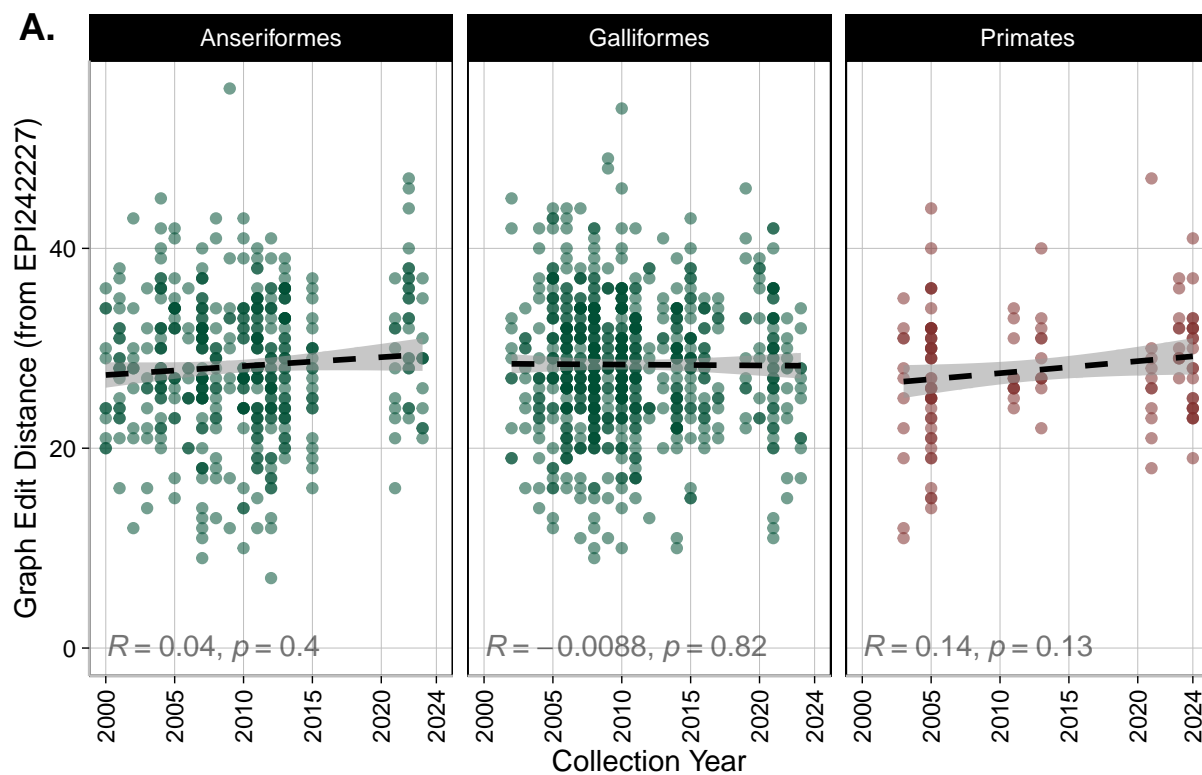 A.
Anseriformes
Galliformes
Primates
Graph Edit Distance (from EPI242227)
40
20
0
R = 0.04, p = 0.4
R = −0.0088, p = 0.82
R = 0.14, p = 0.13
2000 2005 2010 2015 2020 2024
2000 2005 2010 2015 2020 2024
2000 2005 2010 2015 2020 2024
Collection Year